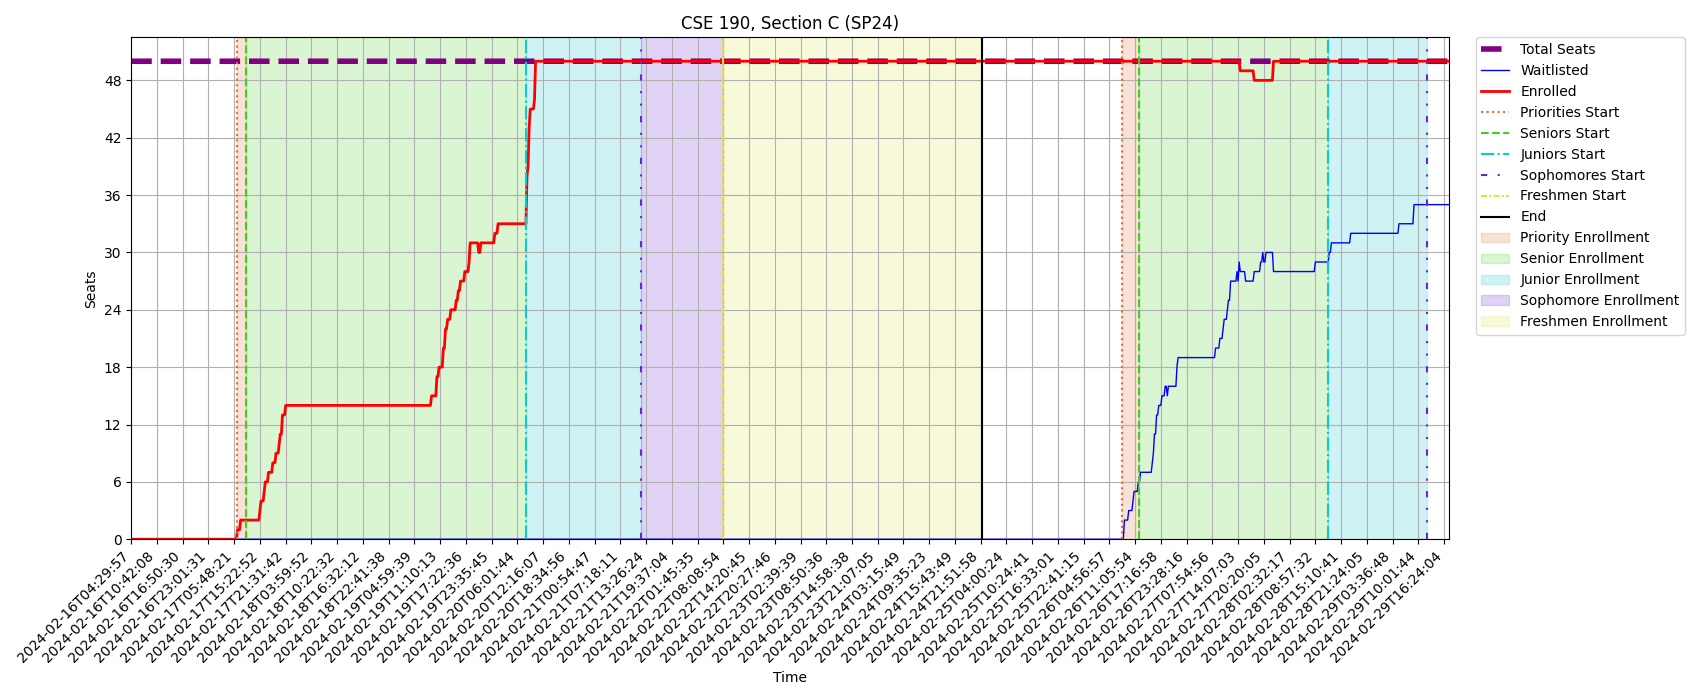 CSE 190, Section C (SP24)
Seats
48
42
36
30
24
18
12
6
0
2024-02-16T04:29:57
2024-02-16T10:42:08
2024-02-16T16:50:30
2024-02-16T23:01:31
2024-02-17T05:48:21
2024-02-17T15:22:52
2024-02-17T21:31:42
2024-02-18T03:59:52
2024-02-18T10:22:32
2024-02-18T16:32:12
2024-02-18T22:41:38
2024-02-19T04:59:39
2024-02-19T11:10:13
2024-02-19T17:22:36
2024-02-19T23:35:45
2024-02-20T06:01:44
2024-02-20T12:16:07
2024-02-20T18:34:56
2024-02-21T00:54:47
2024-02-21T07:18:11
2024-02-21T13:26:24
2024-02-21T19:37:04
2024-02-22T01:45:35
2024-02-22T08:08:54
2024-02-22T14:20:45
2024-02-22T20:27:46
2024-02-23T02:39:39
2024-02-23T08:50:36
2024-02-23T14:58:38
2024-02-23T21:07:05
2024-02-24T03:15:49
2024-02-24T09:35:23
2024-02-24T15:43:49
2024-02-24T21:51:58
2024-02-25T04:00:24
2024-02-25T10:24:41
2024-02-25T16:33:01
2024-02-25T22:41:15
2024-02-26T04:56:57
2024-02-26T11:05:54
2024-02-26T17:16:58
2024-02-26T23:28:16
2024-02-27T07:54:56
2024-02-27T14:07:03
2024-02-27T20:20:05
2024-02-28T02:32:17
2024-02-28T08:57:32
2024-02-28T15:10:41
2024-02-28T21:24:05
2024-02-29T03:36:48
2024-02-29T10:01:44
2024-02-29T16:24:04
Time
Total Seats
Waitlisted
Enrolled
Priorities Start
Seniors Start
Juniors Start
Sophomores Start
Freshmen Start
End
Priority Enrollment
Senior Enrollment
Junior Enrollment
Sophomore Enrollment
Freshmen Enrollment